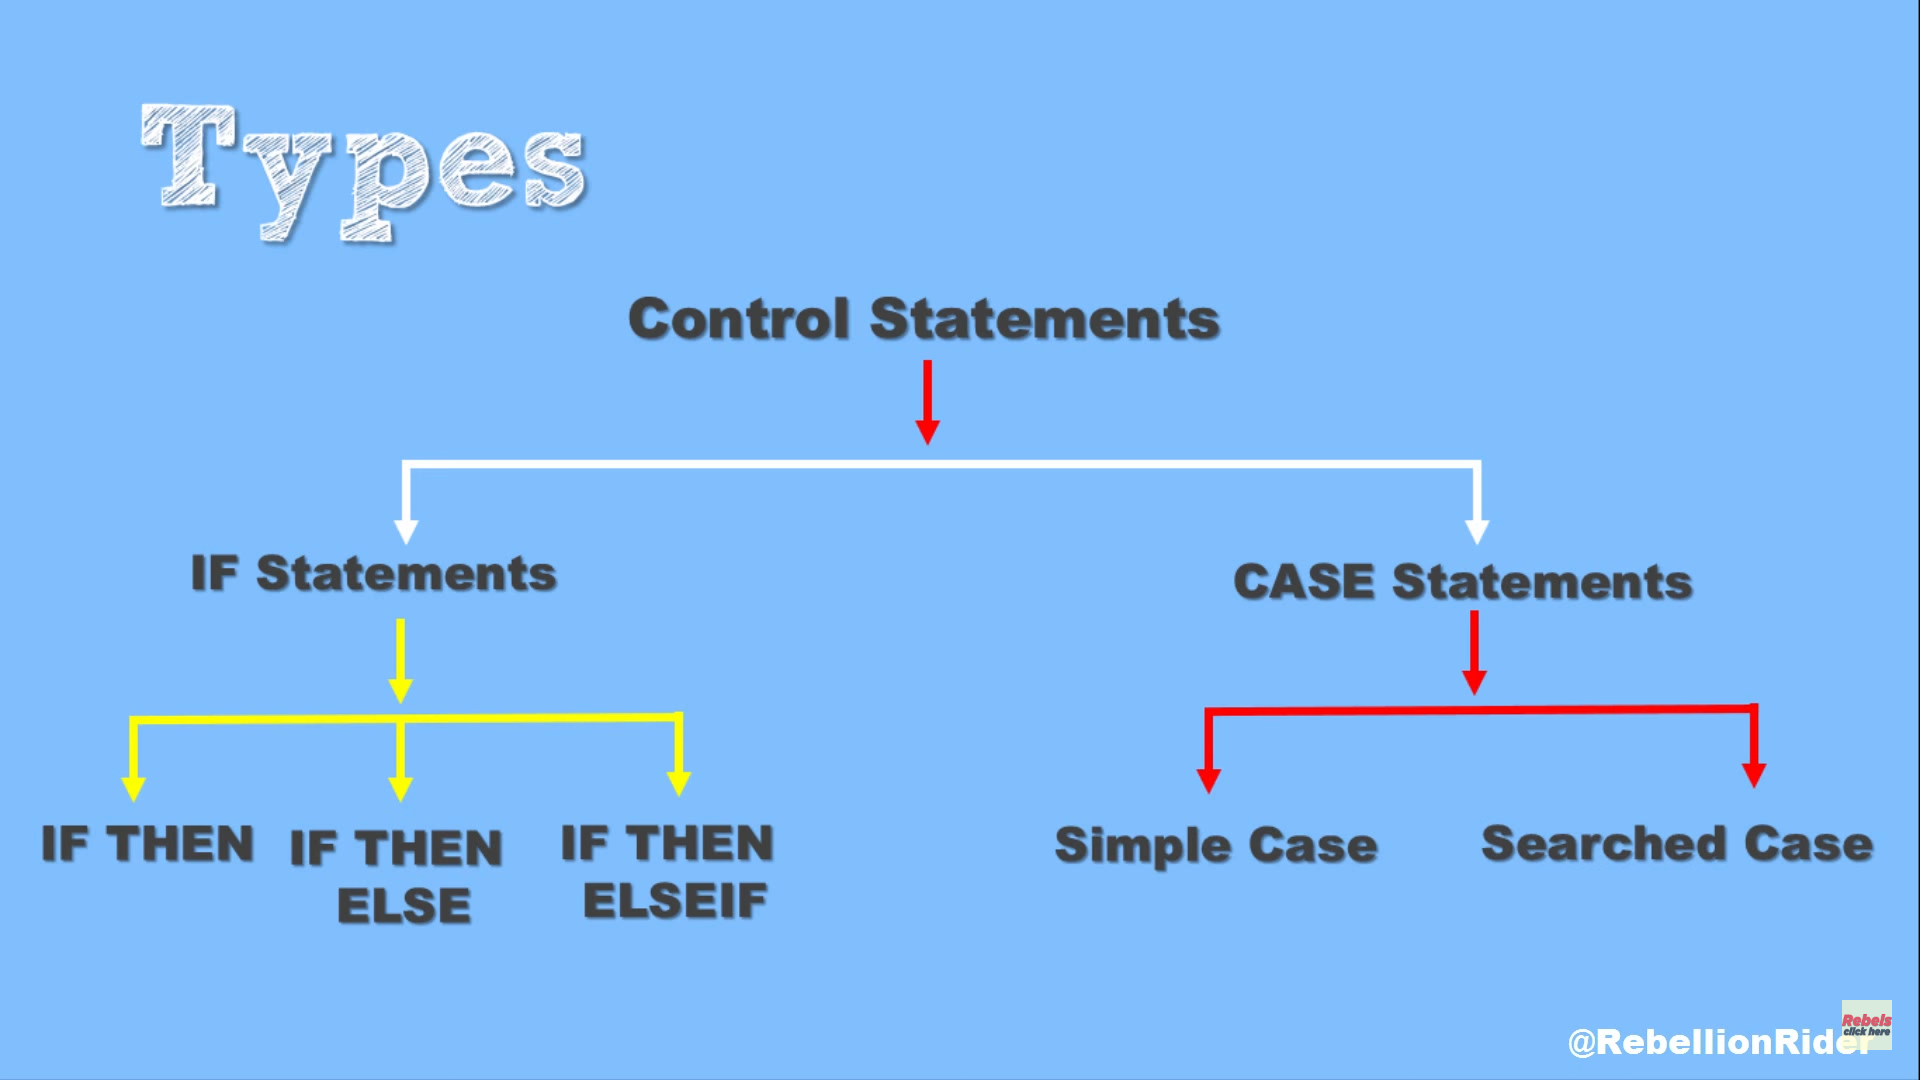 Types
Control Statements
IF Statements
CASE Statements
IF THEN
IF THEN
ELSE
IF THEN
ELSEIF
Simple Case
Searched Case
Rebels
click here
@RebellionRider